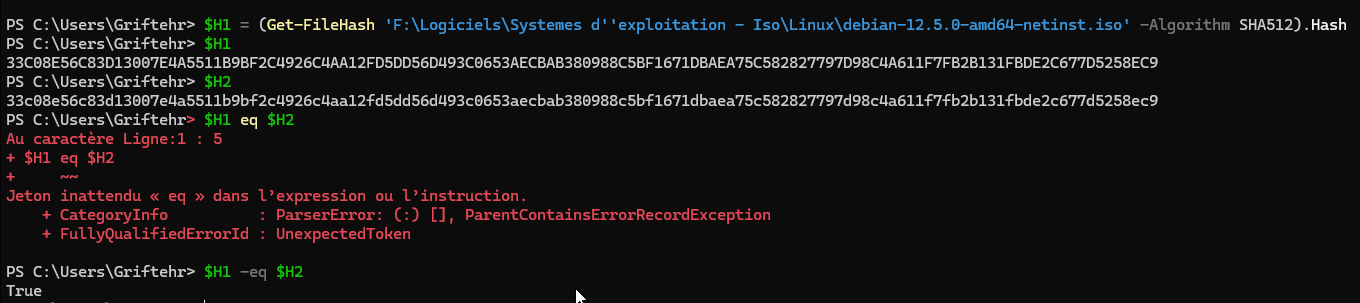 PS C:\Users\Griftehr> $H1 = (Get-FileHash 'F:\Logiciels\Systemes d''exploitation - Iso\Linux\debian-12.5.0-amd64-netinst.iso' -Algorithm SHA512).Hash
PS C:\Users\Griftehr> $H1
33C08E56C83D13007E4A5511B9BF2C4926C4AA12FD5DD56D493C0653AECBAB380988C5BF1671DBAEA75C582827797D98C4A611F7FB2B131FBDE2C677D5258EC9
PS C:\Users\Griftehr> $H2
33c08e56c83d13007e4a5511b9bf2c4926c4aa12fd5dd56d493c0653aecbab380988c5bf1671dbaea75c582827797d98c4a611f7fb2b131fbde2c677d5258ec9
PS C:\Users\Griftehr> $H1 eq $H2
Au caractère Ligne:1 : 5
+ $H1 eq $H2
+     ~~
Jeton inattendu « eq » dans l’expression ou l’instruction.
    + CategoryInfo          : ParserError: (:) [], ParentContainsErrorRecordException
    + FullyQualifiedErrorId : UnexpectedToken
PS C:\Users\Griftehr> $H1 -eq $H2
True